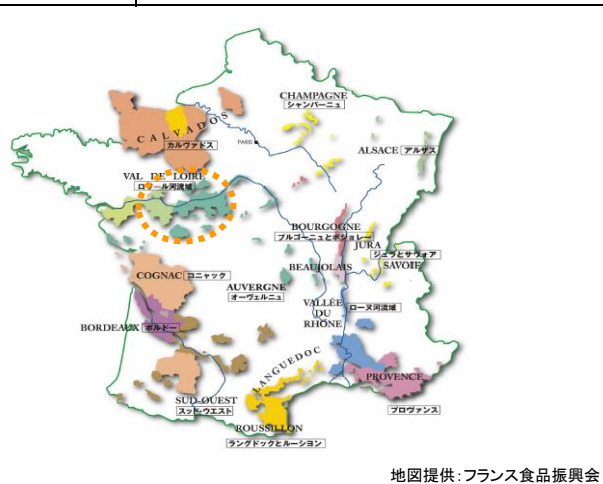 CHAMPAGNE
シャンパーニュ
CALVADOS
カルヴァドス
PARIS
ALSACE アルザス
VAL DE LOIRE
ロワール河流域
BOURGOGNE
ブルゴーニュとボジョレー
JURA
ジュラとサヴォア
SAVOIE
BEAUJOLAIS
COGNAC コニャック
AUVERGNE
オーヴェルニュ
VALLÉE
DU
RHÔNE
ローヌ河流域
BORDEAUX ボルドー
LANGUEDOC
PROVENCE
プロヴァンス
SUD-OUEST
スッド・ウエスト
ROUSSILLON
ラングドックとルーション
地図提供：フランス食品振興会